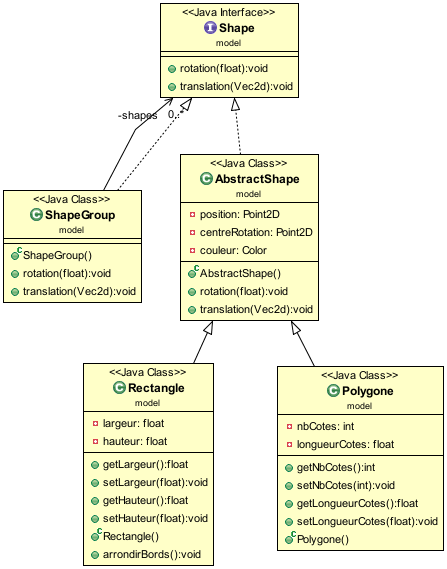 <<Java Interface>>
I Shape
model
rotation(float):void
translation(Vec2d):void
-shapes 0..*
<<Java Class>>
C ShapeGroup
model
C ShapeGroup()
rotation(float):void
translation(Vec2d):void
<<Java Class>>
C AbstractShape
model
position: Point2D
centreRotation: Point2D
couleur: Color
C AbstractShape()
rotation(float):void
translation(Vec2d):void
<<Java Class>>
C Rectangle
model
largeur: float
hauteur: float
getLargeur():float
setLargeur(float):void
getHauteur():float
setHauteur(float):void
C Rectangle()
arrondirBords():void
<<Java Class>>
C Polygone
model
nbCotes: int
longueurCotes: float
getNbCotes():int
setNbCotes(int):void
getLongueurCotes():float
setLongueurCotes(float):void
C Polygone()